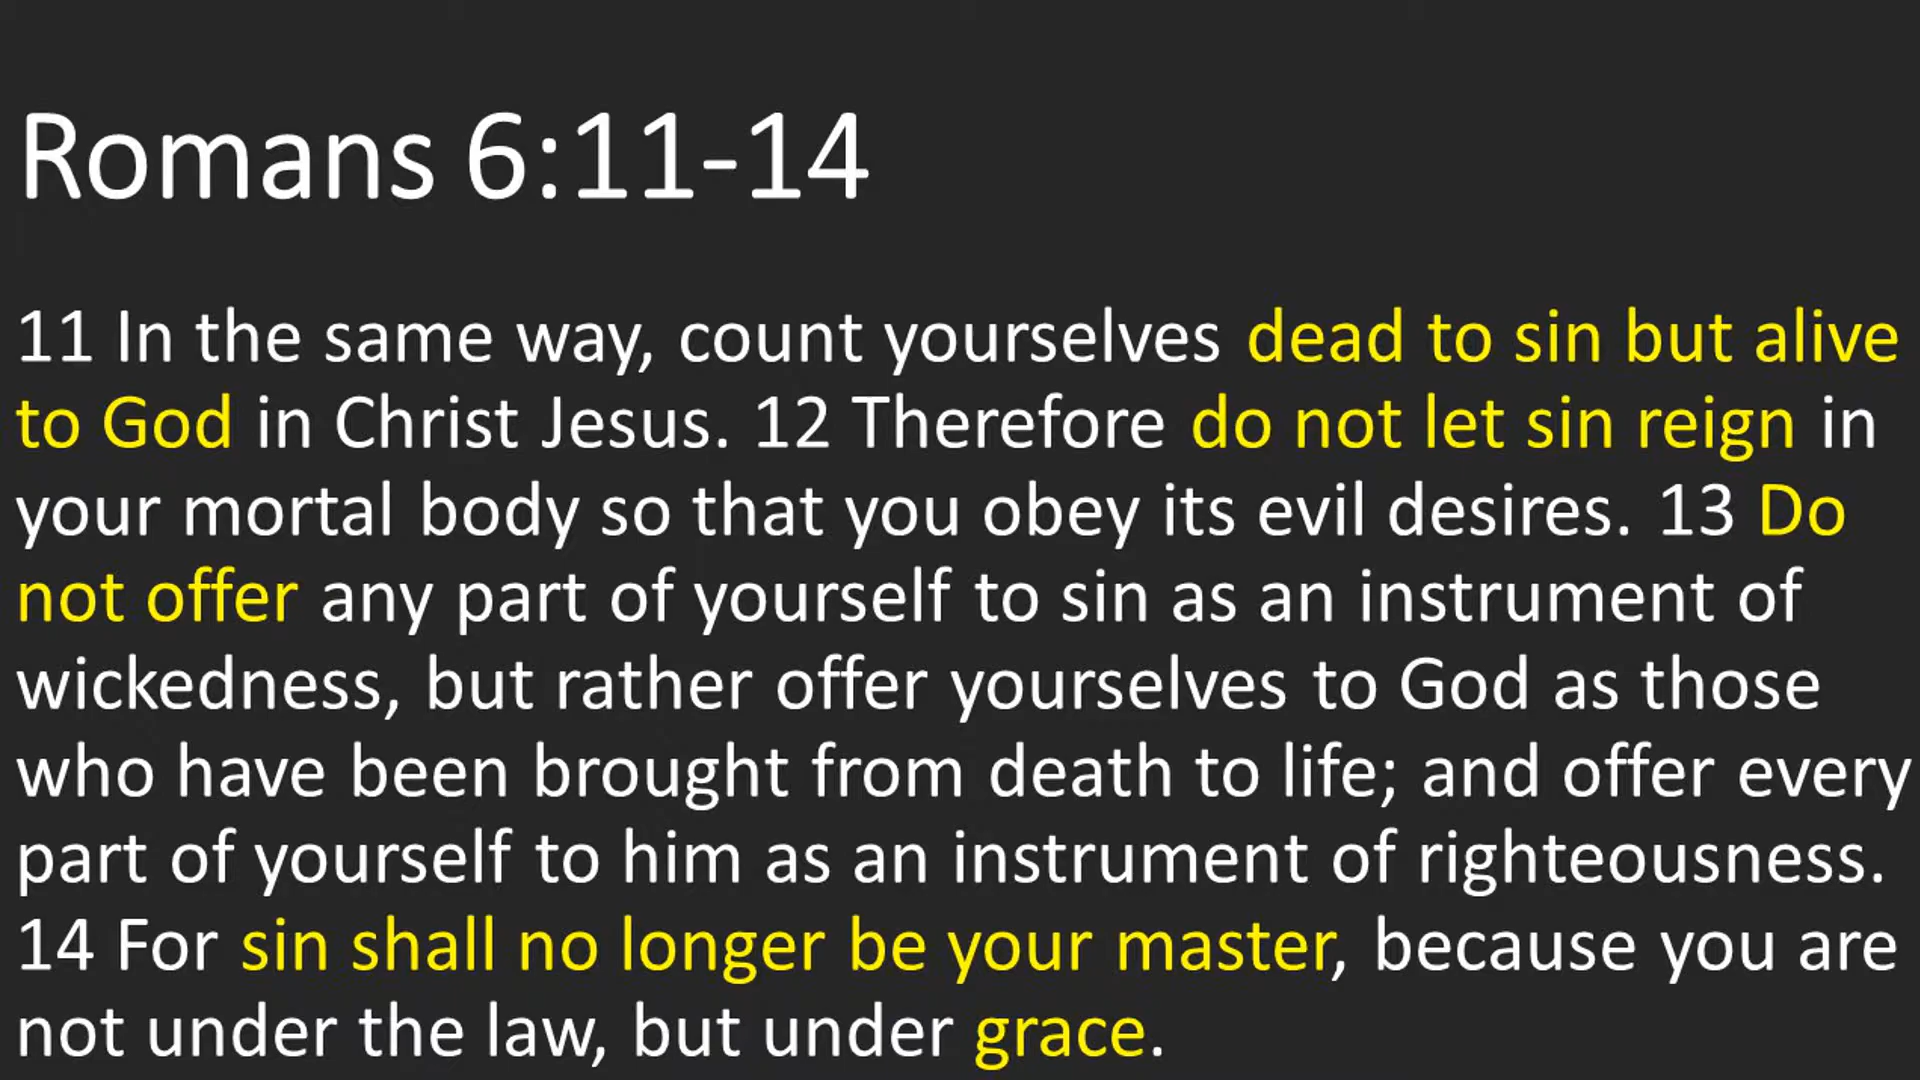 Romans 6:11-14
11 In the same way, count yourselves dead to sin but alive
to God in Christ Jesus. 12 Therefore do not let sin reign in
your mortal body so that you obey its evil desires. 13 Do
not offer any part of yourself to sin as an instrument of
wickedness, but rather offer yourselves to God as those
who have been brought from death to life; and offer every
part of yourself to him as an instrument of righteousness.
14 For sin shall no longer be your master, because you are
not under the law, but under grace.